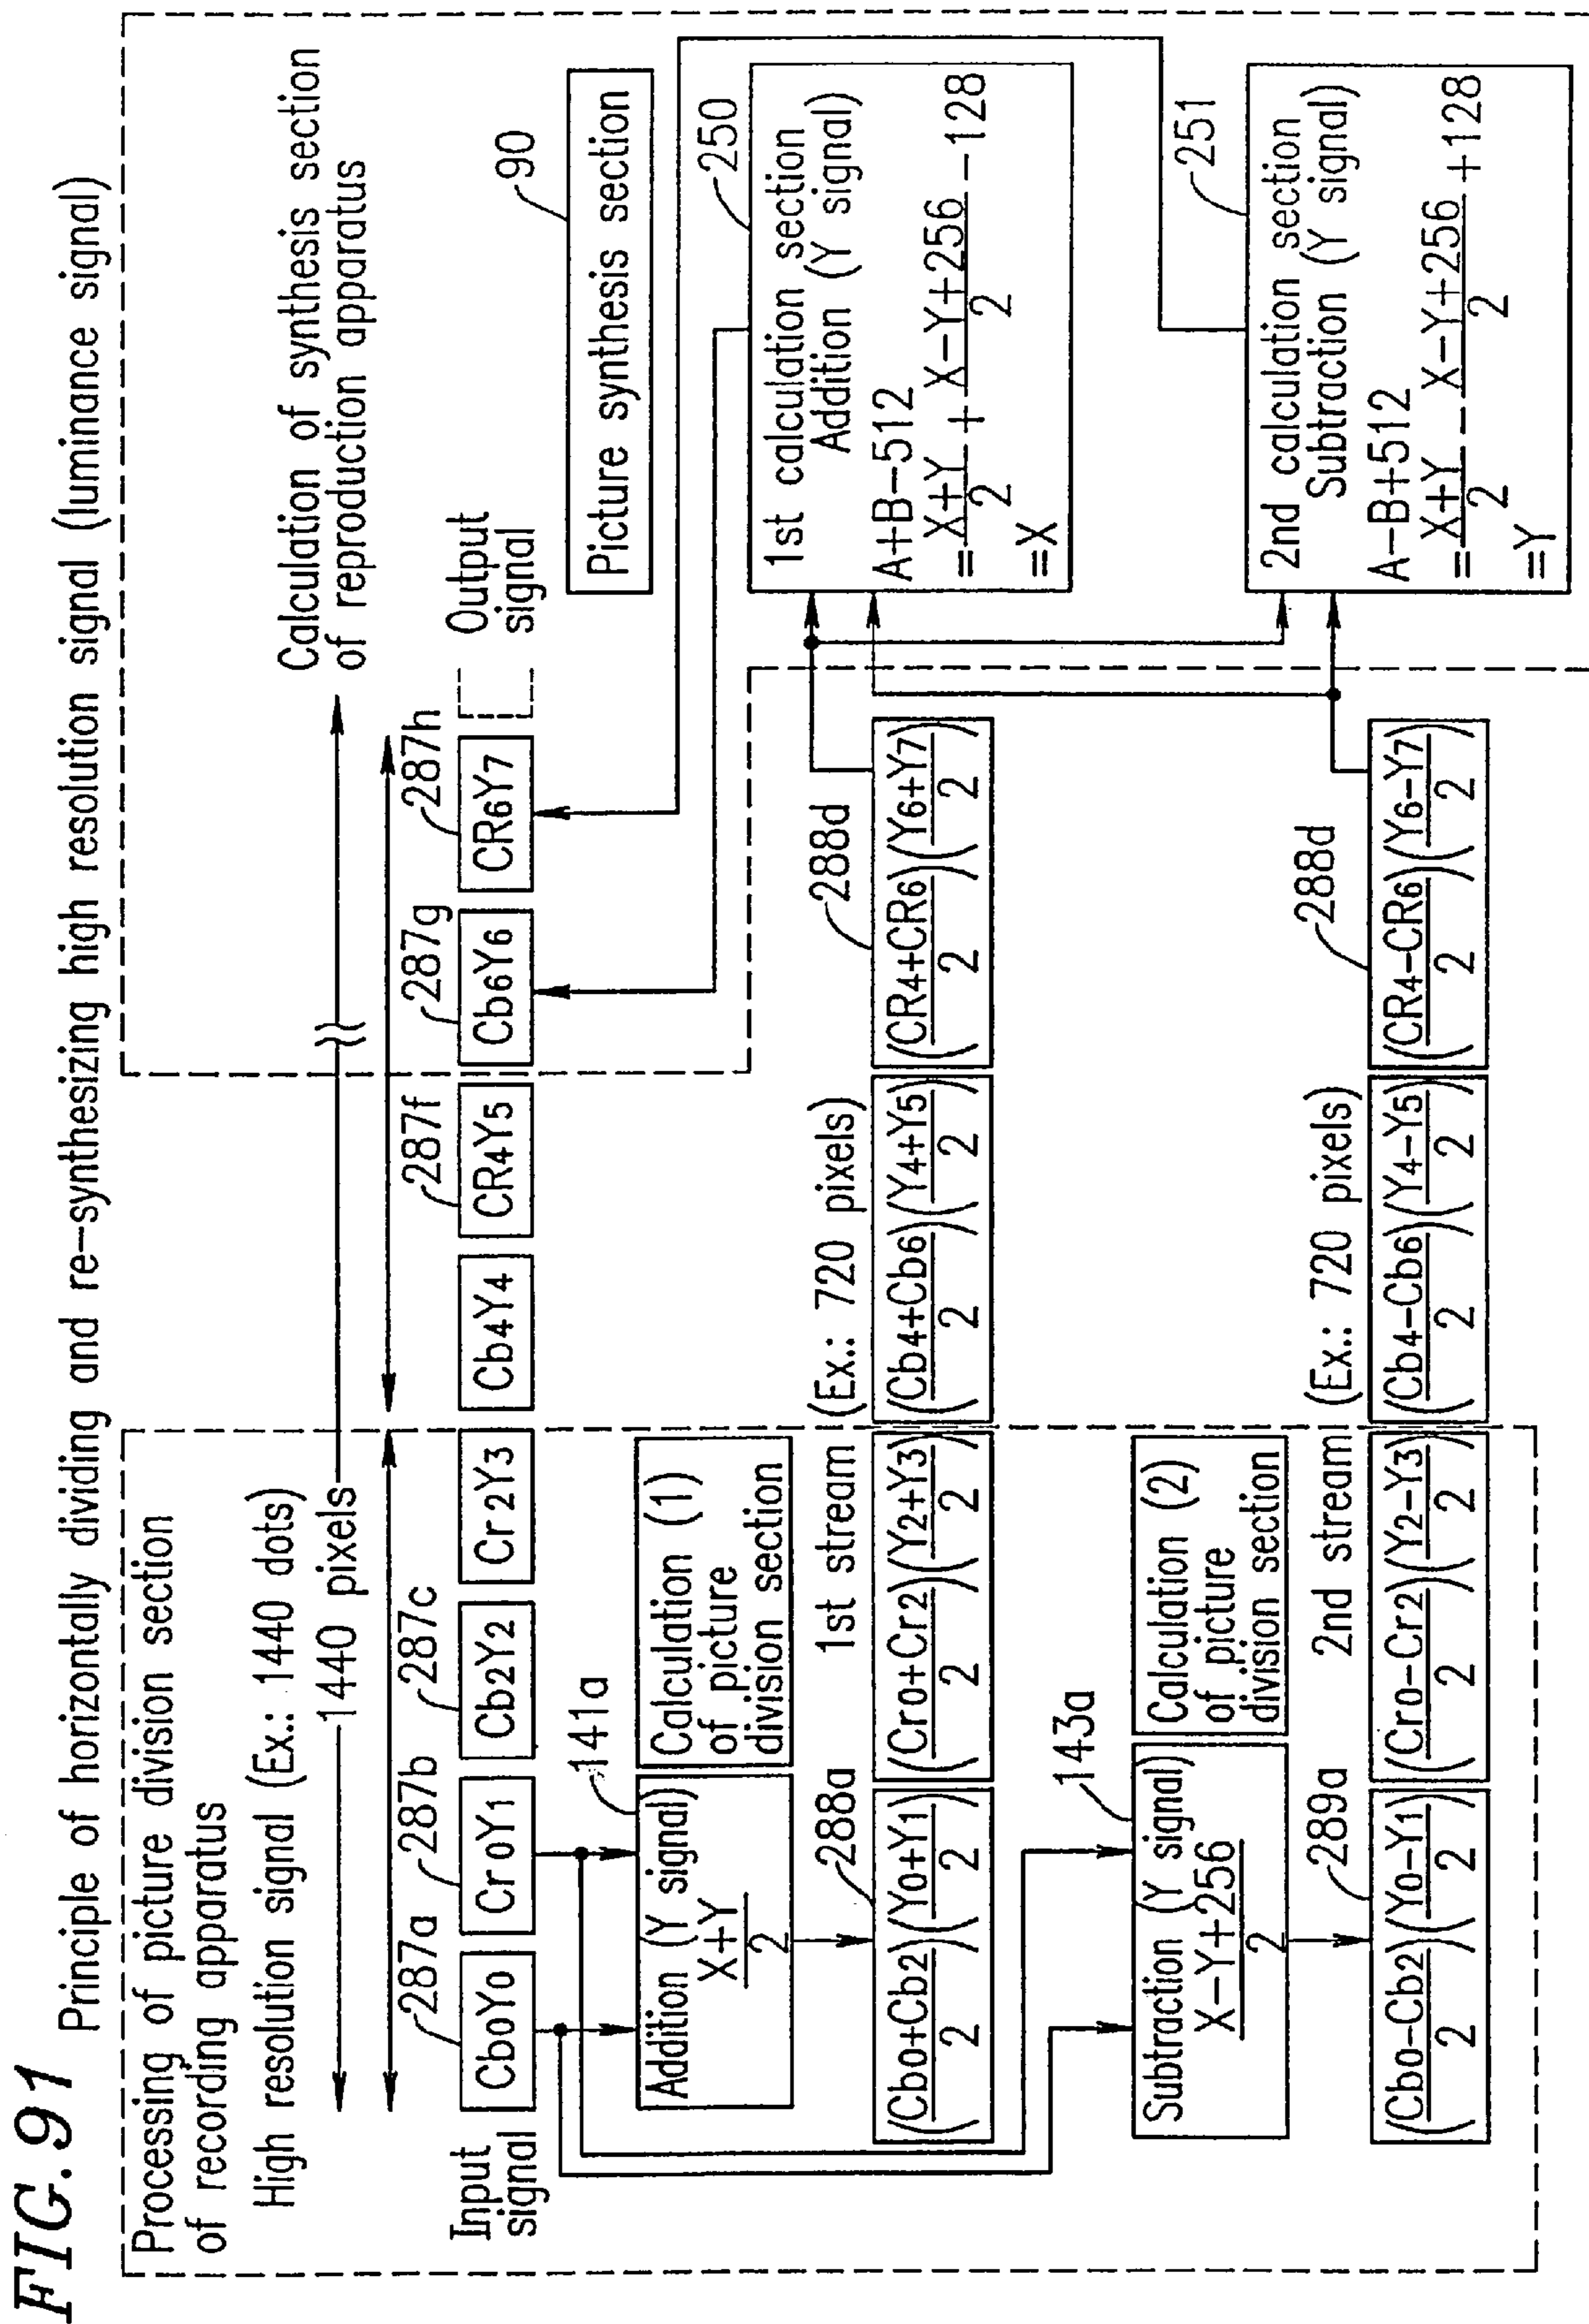 FIG. 91
Principle of horizontally dividing and re-synthesizing high resolution signal (luminance signal)
Processing of picture division section
of recording apparatus
High resolution signal (Ex.: 1440 dots)
1440 pixels
Calculation of synthesis section
of reproduction apparatus
287a
287b
287c
287f
287g
287h
Input
signal
Cb0Y0
Cr0Y1
Cb2Y2
Cr2Y3
Cb4Y4
CR4Y5
Cb6Y6
CR6Y7
Output
signal
90
Picture synthesis section
141a
Addition (Y signal)
X+Y
2
Calculation (1)
of picture
division section
250
1st calculation section
Addition (Y signal)
A+B-512
=X+Y/2 + X-Y+256/2 -128
=X
288a
1st stream
(Ex.: 720 pixels)
288d
(Cb0+Cb2/2)(Y0+Y1/2)
(Cr0+Cr2/2)(Y2+Y3/2)
(Cb4+Cb6/2)(Y4+Y5/2)
(CR4+CR6/2)(Y6+Y7/2)
143a
Subtraction (Y signal)
X-Y+256
2
Calculation (2)
of picture
division section
251
2nd calculation section
Subtraction (Y signal)
A-B+512
=X+Y/2 - X-Y+256/2 +128
=Y
289a
2nd stream
(Ex.: 720 pixels)
288d
(Cb0-Cb2/2)(Y0-Y1/2)
(Cr0-Cr2/2)(Y2-Y3/2)
(Cb4-Cb6/2)(Y4-Y5/2)
(CR4-CR6/2)(Y6-Y7/2)